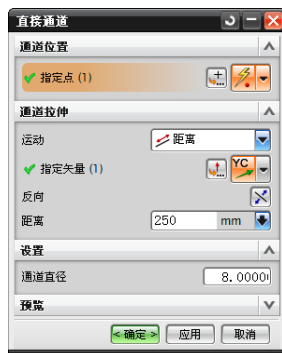 直接通道
通道位置
指定点 (1)
通道拉伸
运动 距离
指定矢量 (1) YC
反向
距离 250 mm
设置
通道直径 8.0000
预览
<确定> 应用 取消